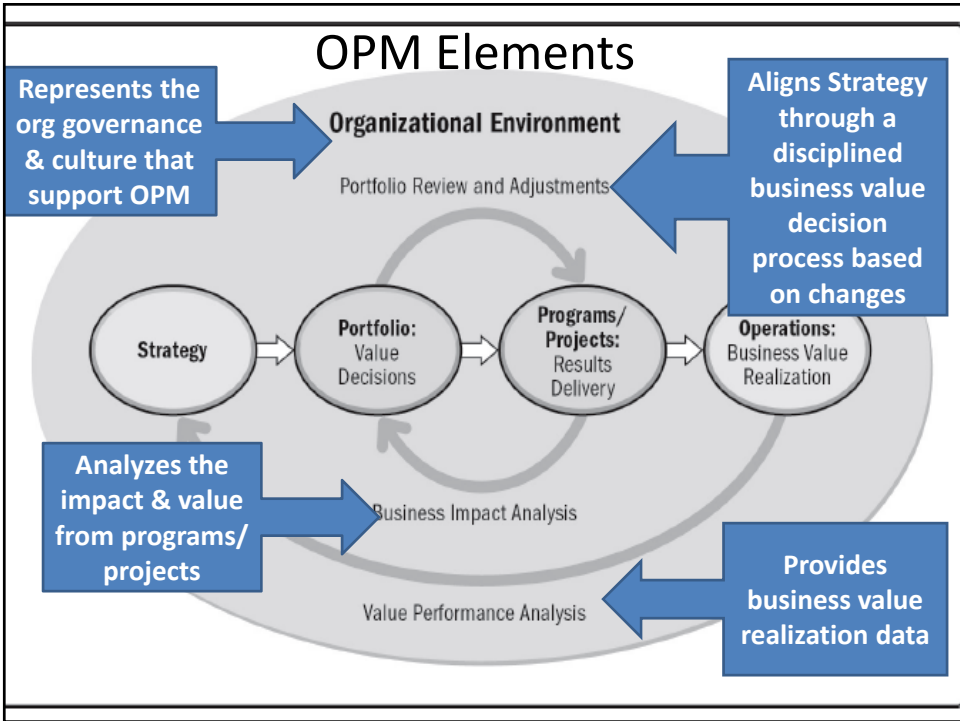 OPM Elements
Represents the
org governance
& culture that
support OPM
Organizational Environment
Portfolio Review and Adjustments
Aligns Strategy
through a
disciplined
business value
decision
process based
on changes
Strategy
Portfolio:
Value
Decisions
Programs/
Projects:
Results
Delivery
Operations:
Business Value
Realization
Analyzes the
impact & value
from programs/
projects
Business Impact Analysis
Value Performance Analysis
Provides
business value
realization data